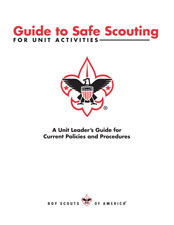 Guide to Safe Scouting
FOR UNIT ACTIVITIES
®
A Unit Leader's Guide for
Current Policies and Procedures
BOY SCOUTS OF AMERICA®